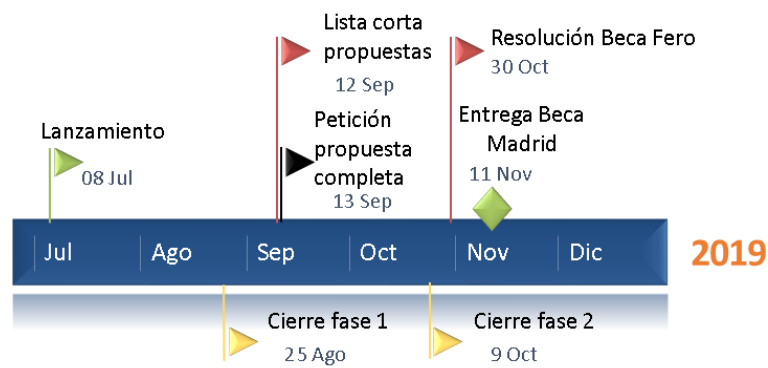 Lista corta
propuestas
12 Sep
Resolución Beca Fero
30 Oct
Lanzamiento
08 Jul
Petición
propuesta
completa
13 Sep
Entrega Beca
Madrid
11 Nov
Jul Ago Sep Oct Nov Dic
2019
Cierre fase 1
25 Ago
Cierre fase 2
9 Oct